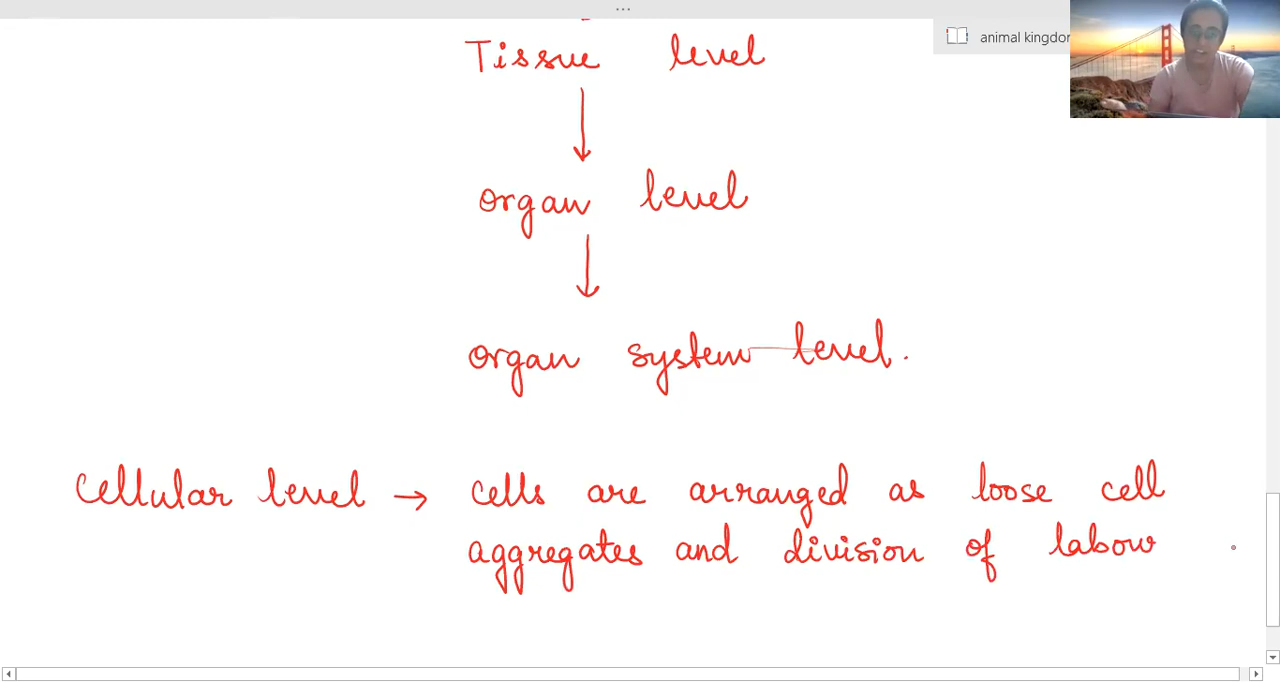 ...
animal kingdom
Tissue level
↓
organ level
↓
organ system level.
Cellular level → cells are arranged as loose cell
aggregates and division of labour